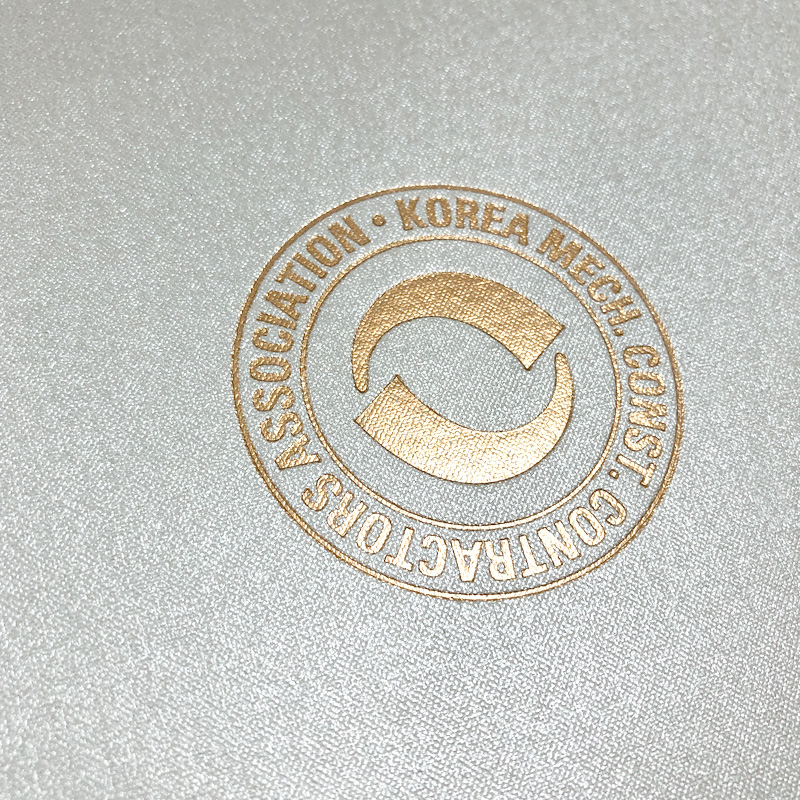 KOREA MECH. CONST. CONTRACTORS ASSOCIATION •